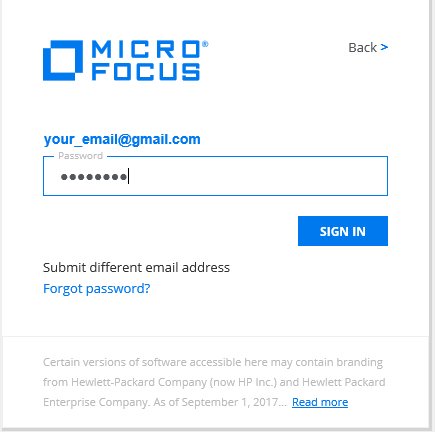 MICRO
FOCUS®
Back >
your_email@gmail.com
Password
••••••••
SIGN IN
Submit different email address
Forgot password?
Certain versions of software accessible here may contain branding
from Hewlett-Packard Company (now HP Inc.) and Hewlett Packard
Enterprise Company. As of September 1, 2017... Read more